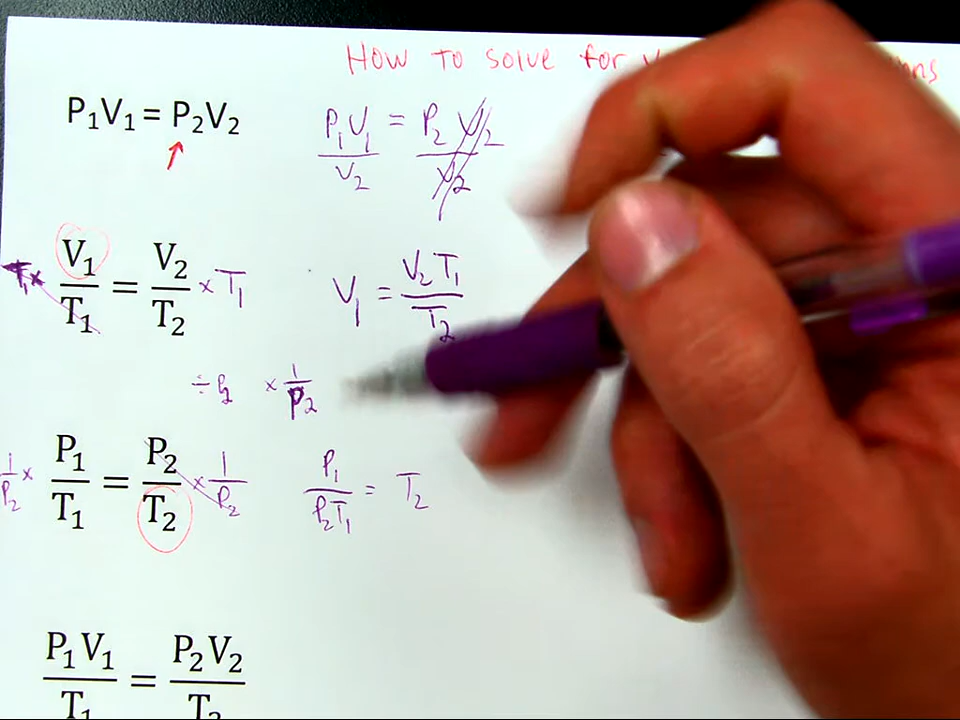 How to solve for
P₁V₁ = P₂V₂
P₁V₁/V₂ = P₂V₂/V₂
T₁ × V₁/T₁ = V₂/T₂ × T₁
V₁ = V₂T₁/T₂
÷ P₂ × 1/P₂
1/P₂ × P₁/T₁ = P₂/T₂ × 1/P₂
P₁/P₂T₁ = T₂
P₁V₁/T₁ = P₂V₂/T₂